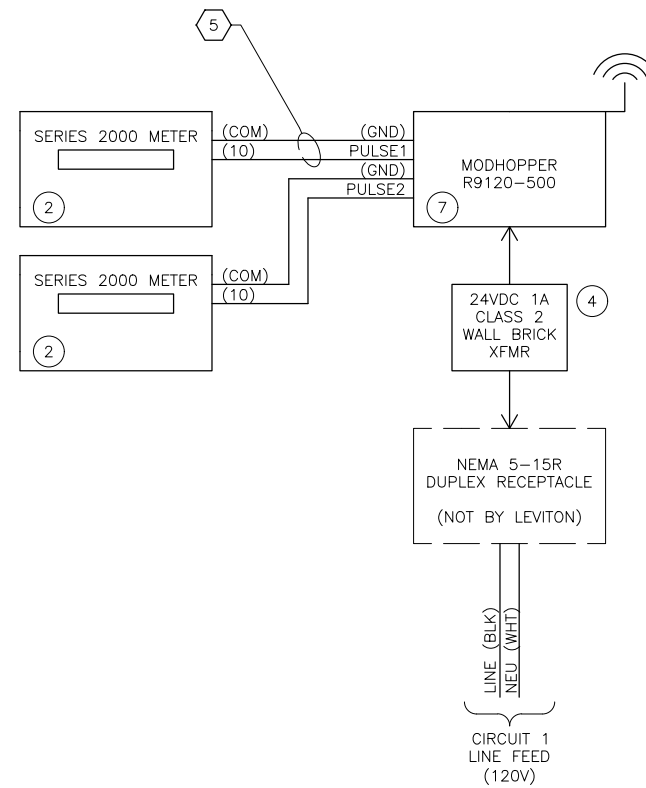 5
SERIES 2000 METER
2
(COM)
(10)
(GND)
PULSE1
(GND)
PULSE2
MODHOPPER
R9120-500
7
SERIES 2000 METER
2
(COM)
(10)
24VDC 1A
CLASS 2
WALL BRICK
XFMR
4
NEMA 5-15R
DUPLEX RECEPTACLE
(NOT BY LEVITON)
LINE (BLK)
NEU (WHT)
CIRCUIT 1
LINE FEED
(120V)